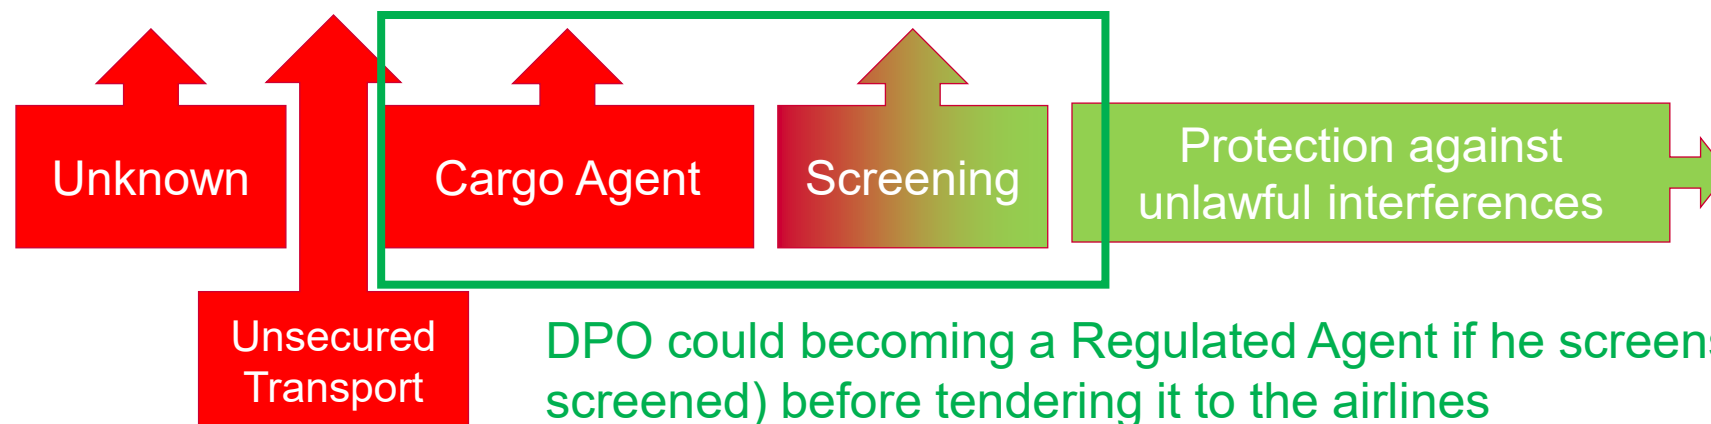 Unknown
Cargo Agent
Screening
Protection against
unlawful interferences
Unsecured
Transport
DPO could becoming a Regulated Agent if he screens
screened) before tendering it to the airlines